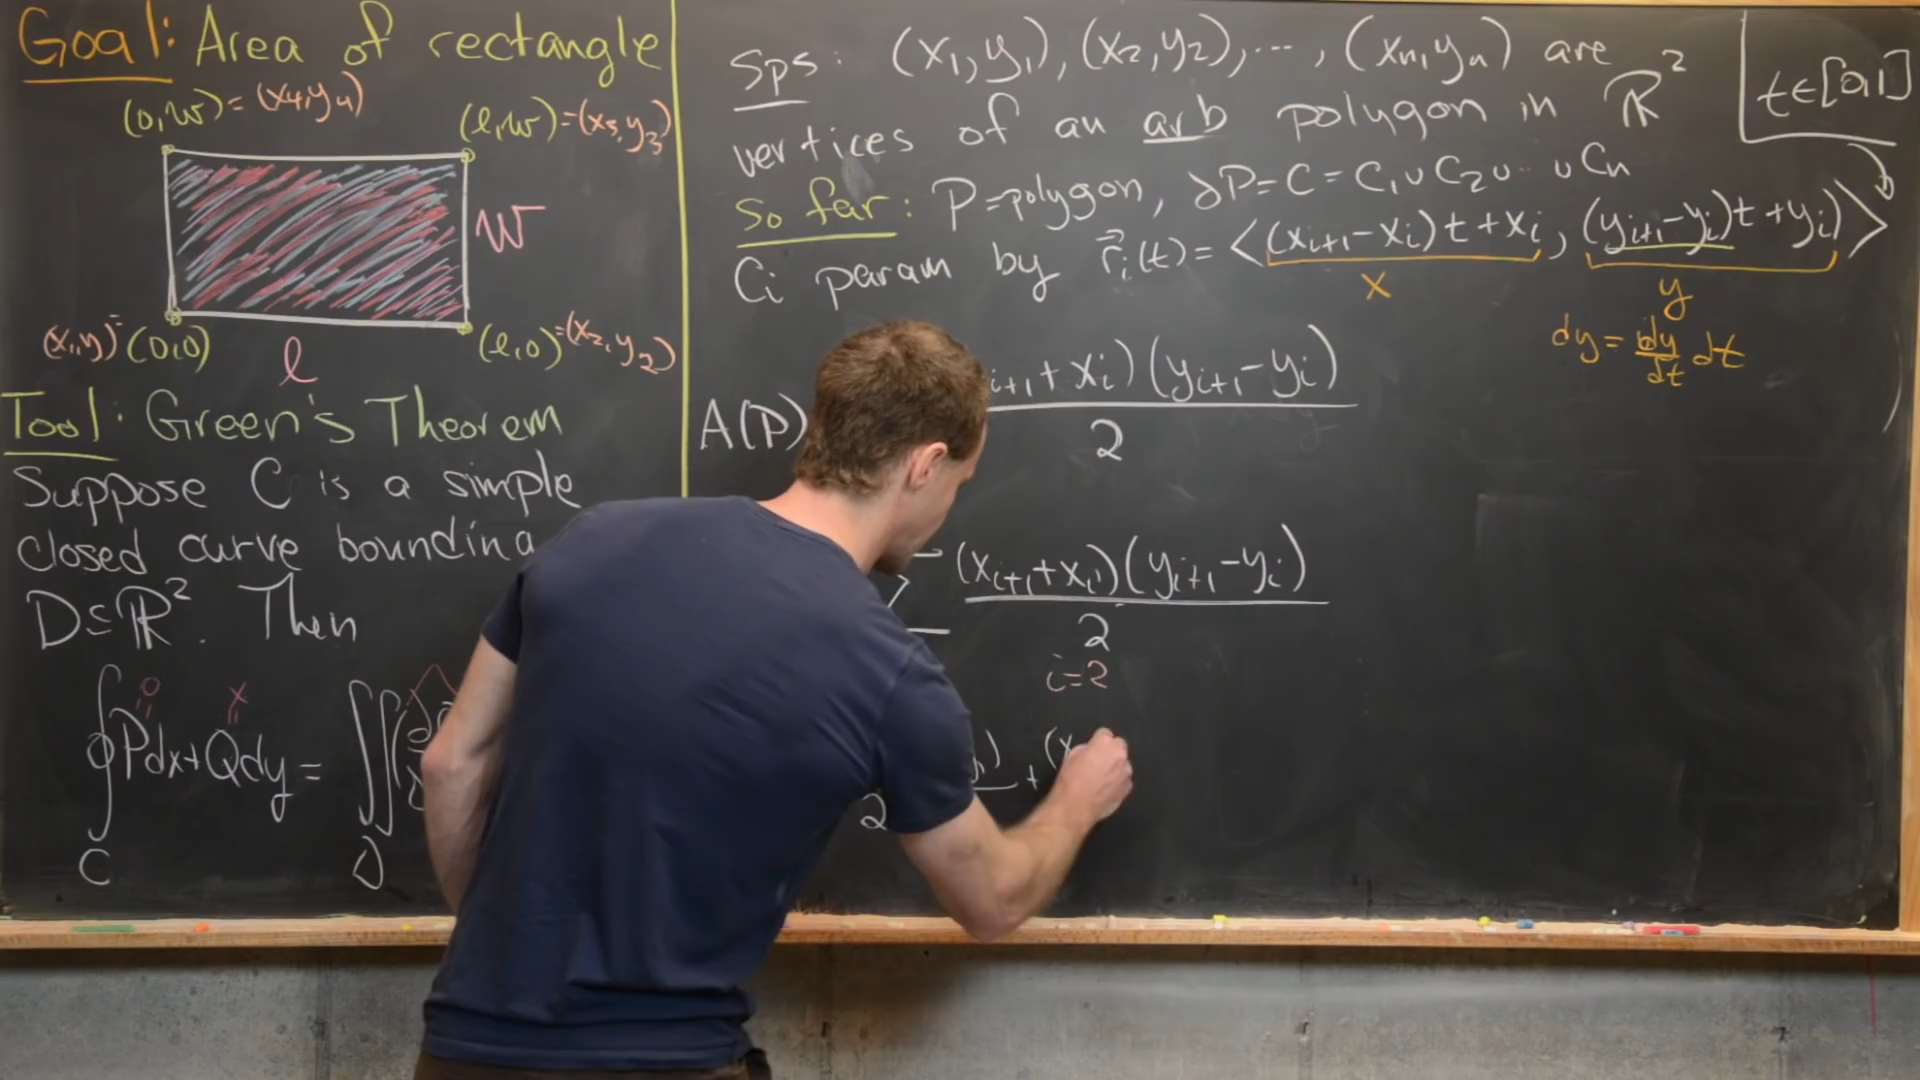 Goal: Area of rectangle
(0,w) = (x4,y4)
(l,w) = (x3,y3)
w
(x1,y) = (0,0)
l
(l,0) = (x2,y2)
Tool: Green's Theorem
Suppose C is a simple
closed curve bounding
D ⊆ ℝ². Then
0 x
∮ Pdx + Qdy = ∬
C D
Sps: (x1,y1), (x2,y2), ..., (xn,yn) are
vertices of an arb polygon in ℝ²
t∈[0,1]
So far: P=polygon, ∂P=C=C1∪C2∪...∪Cn
Ci param by r⃗i(t) = <(xi+1-xi)t+xi, (yi+1-yi)t+yi)>
x y
dy = dy/dt dt
A(P) i+1+xi)(yi+1-yi)
2
(xi+1+xi)(yi+1-yi)
2
i=2
) + (x
2